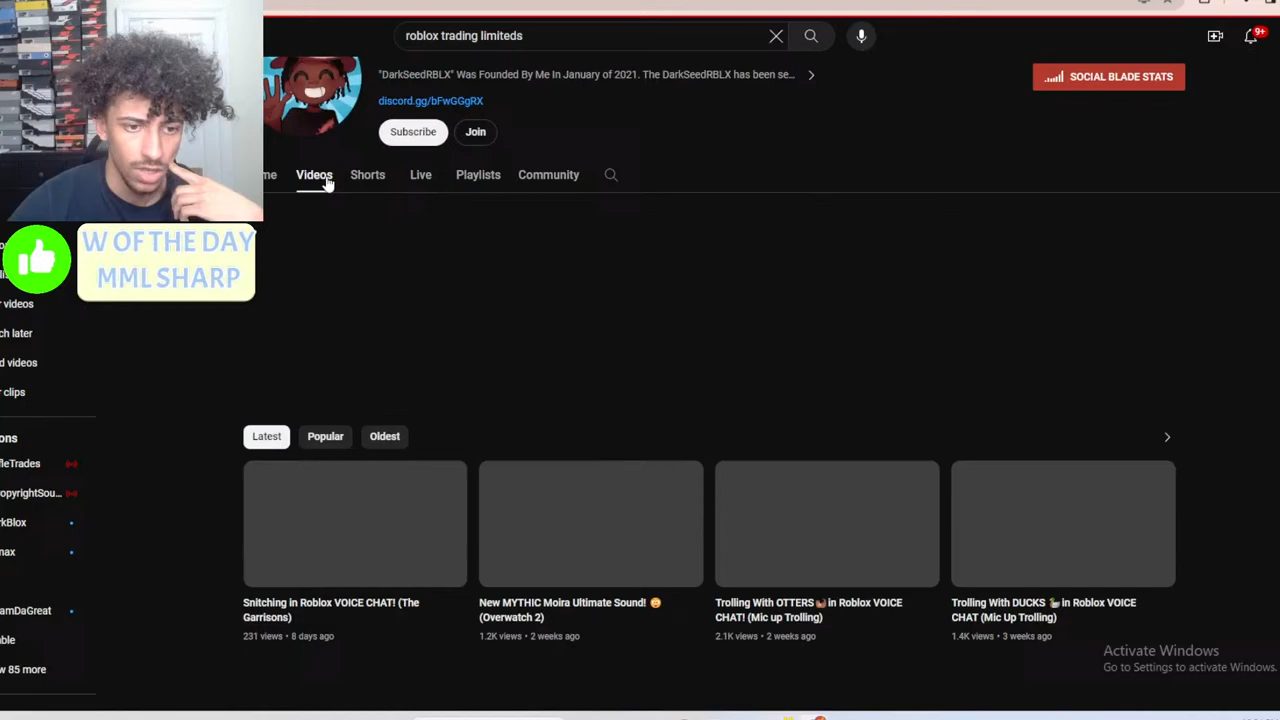 roblox trading limiteds
9+
"DarkSeedRBLX" Was Founded By Me In January of 2021. The DarkSeedRBLX has been se...
SOCIAL BLADE STATS
discord.gg/bFwGGgRX
Subscribe
Join
me
Videos
Shorts
Live
Playlists
Community
W OF THE DAY
MML SHARP
r videos
ch later
d videos
r clips
ons
fleTrades
opyrightSou...
rkBlox
max
amDaGreat
ble
w 85 more
Latest
Popular
Oldest
Snitching in Roblox VOICE CHAT! (The
Garrisons)
231 views • 8 days ago
New MYTHIC Moira Ultimate Sound! 😳
(Overwatch 2)
1.2K views • 2 weeks ago
Trolling With OTTERS🦦in Roblox VOICE
CHAT! (Mic up Trolling)
2.1K views • 2 weeks ago
Trolling With DUCKS 🦆in Roblox VOICE
CHAT (Mic Up Trolling)
1.4K views • 3 weeks ago
Activate Windows
Go to Settings to activate Windows.